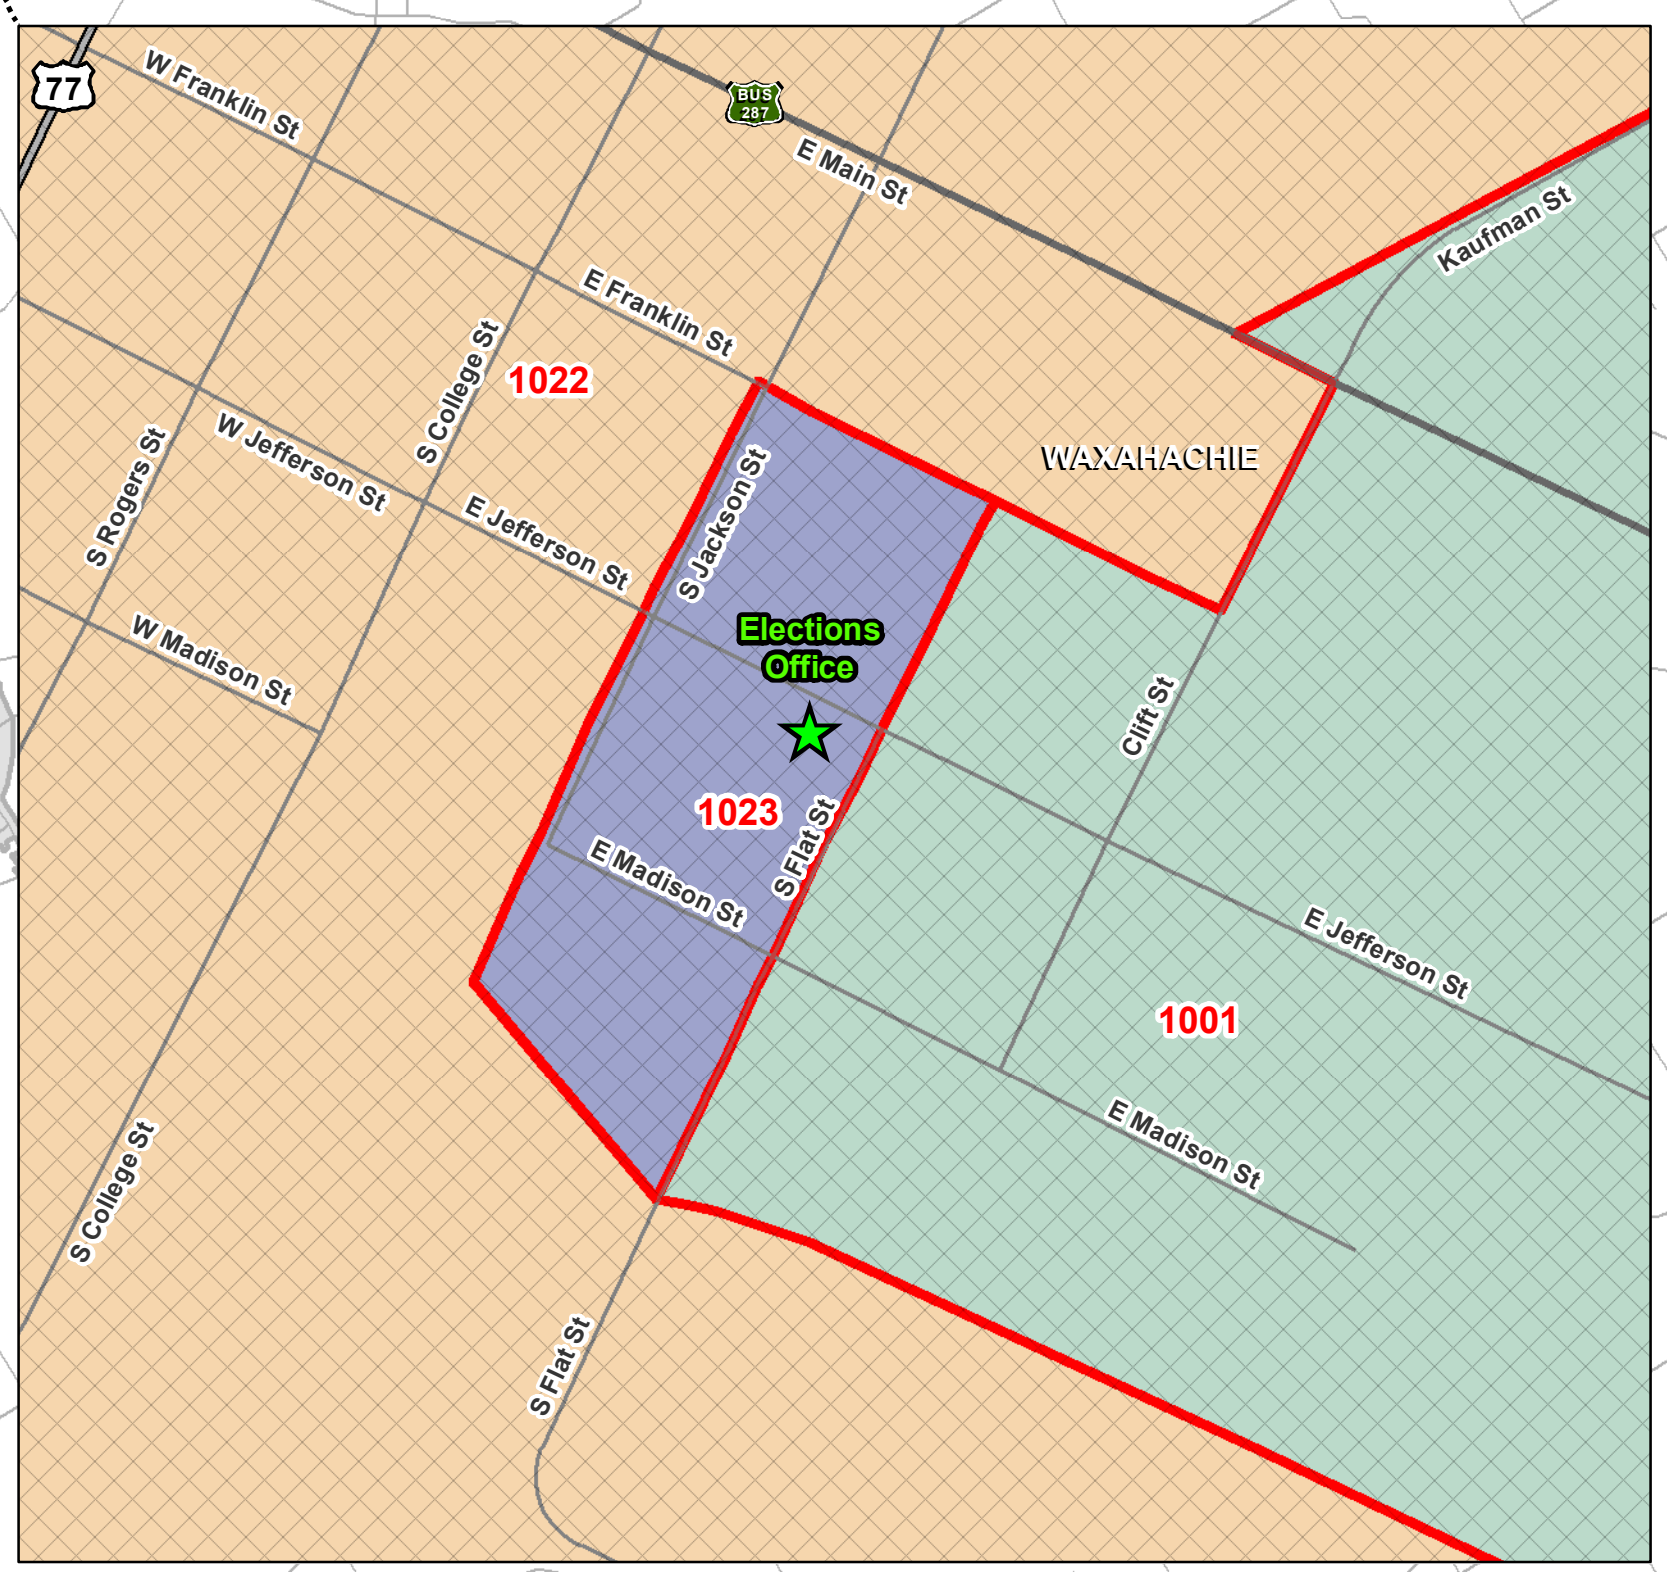 77
W Franklin St
BUS
287
E Main St
Kaufman St
E Franklin St
S College St
1022
W Jefferson St
S Rogers St
E Jefferson St
S Jackson St
WAXAHACHIE
Elections
Office
W Madison St
Clift St
1023
S Flat St
E Madison St
E Jefferson St
1001
E Madison St
S College St
S Flat St